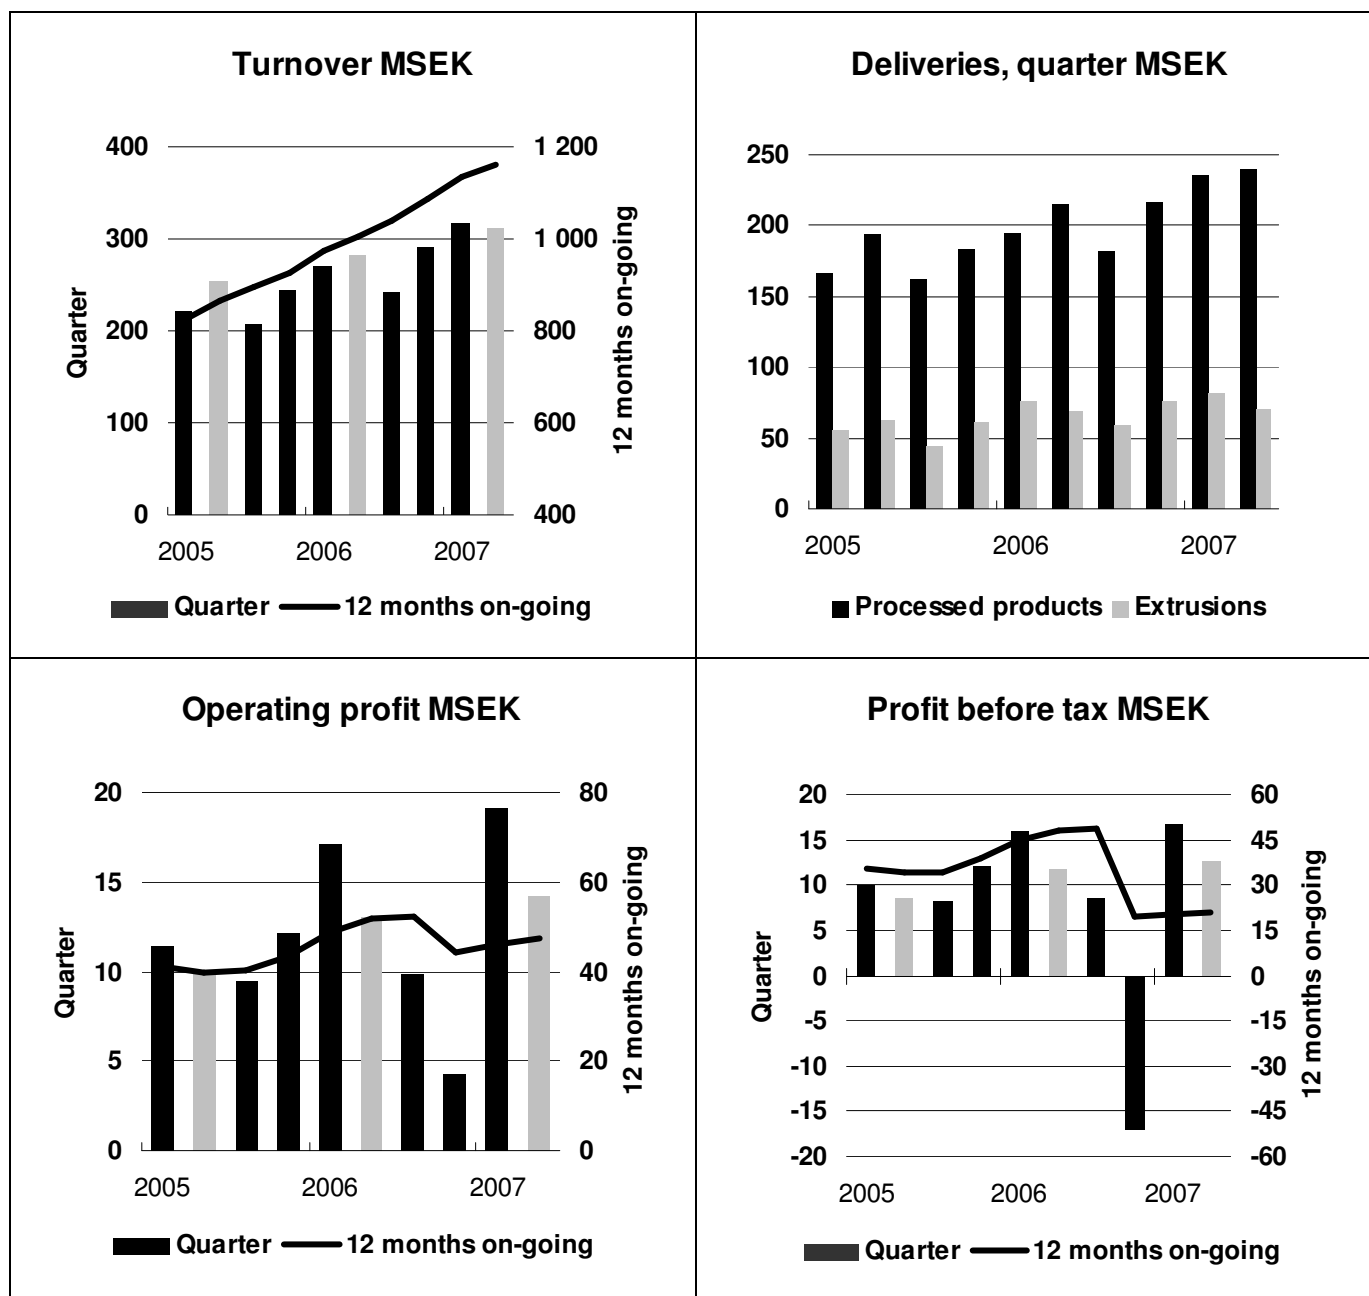 Turnover MSEK
400
300
200
100
0
1 200
1 000
800
600
400
Quarter
12 months on-going
2005 2006 2007
Quarter 12 months on-going
Deliveries, quarter MSEK
250
200
150
100
50
0
2005 2006 2007
Processed products Extrusions
Operating profit MSEK
20
15
10
5
0
80
60
40
20
0
Quarter
12 months on-going
2005 2006 2007
Quarter 12 months on-going
Profit before tax MSEK
20
15
10
5
0
-5
-10
-15
-20
60
45
30
15
0
-15
-30
-45
-60
Quarter
12 months on-going
2005 2006 2007
Quarter 12 months on-going